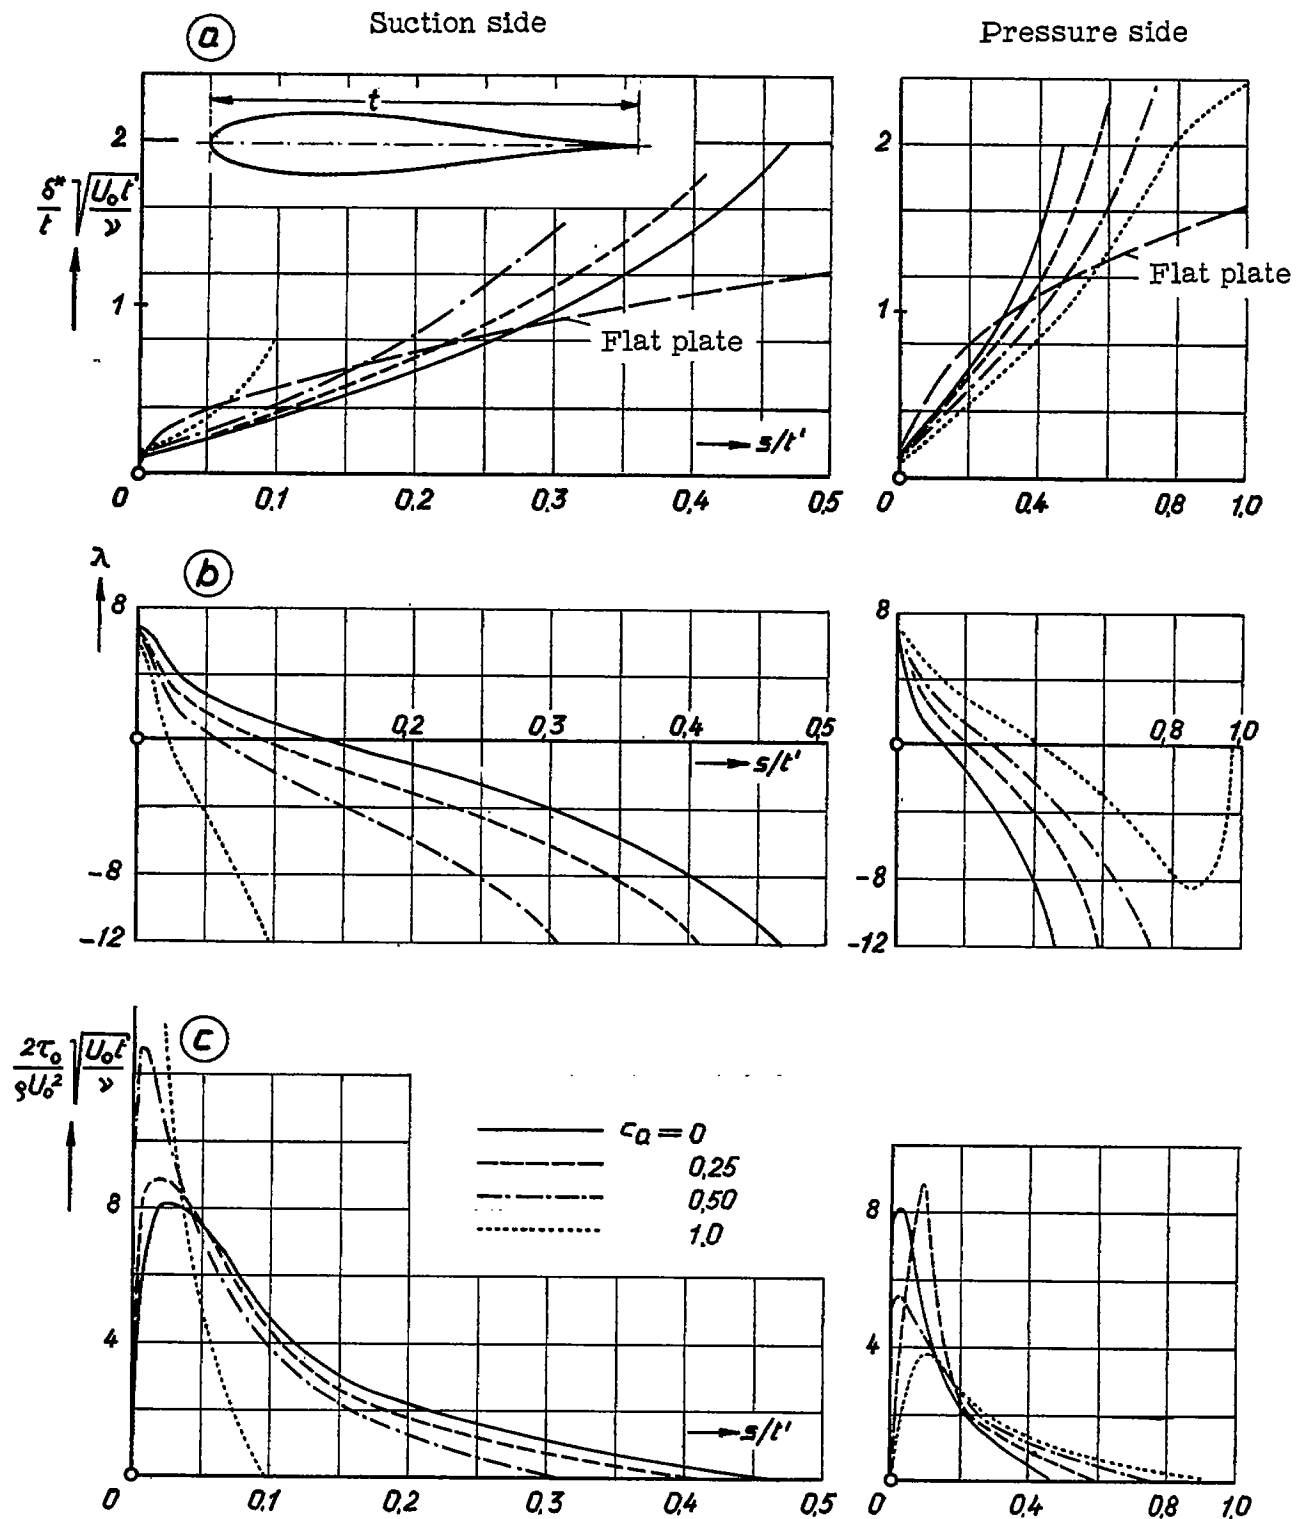 Suction side
Pressure side
a
t
2
1
δ*/t √(U₀t/ν)
Flat plate
s/t'
0 0,1 0,2 0,3 0,4 0,5
2
1
Flat plate
0 0,4 0,8 1,0
b
λ
8
0,2 0,3 0,4 0,5
s/t'
-8
-12
8
0,8 1,0
-8
-12
c
2τ₀/ρU₀² √(U₀t/ν)
8
4
cₐ = 0
0,25
0,50
1,0
s/t'
0 0,1 0,2 0,3 0,4 0,5
8
4
0 0,4 0,8 1,0